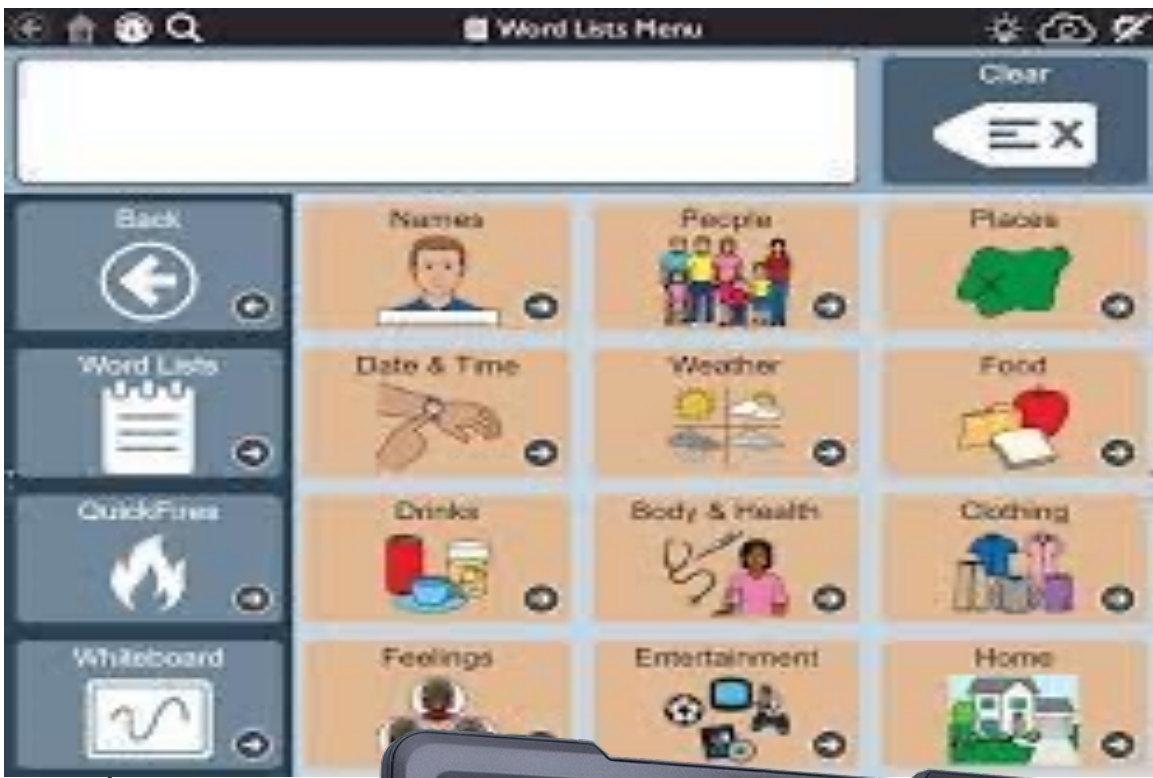 Word Lists Menu
Clear
Back
Names
People
Places
Word Lists
Date & Time
Weather
Food
QuickFires
Drinks
Body & Health
Clothing
Whiteboard
Feelings
Entertainment
Home